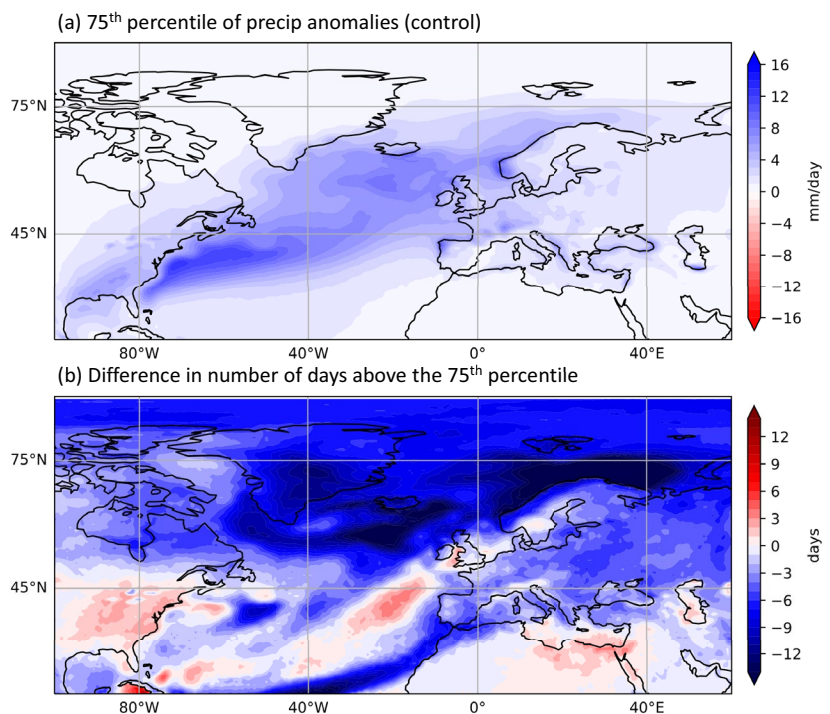 (a) 75th percentile of precip anomalies (control)
75°N
45°N
80°W 40°W 0° 40°E
16
12
8
4
0
−4
−8
−12
−16
mm/day
(b) Difference in number of days above the 75th percentile
75°N
45°N
80°W 40°W 0° 40°E
12
9
6
3
0
−3
−6
−9
−12
days